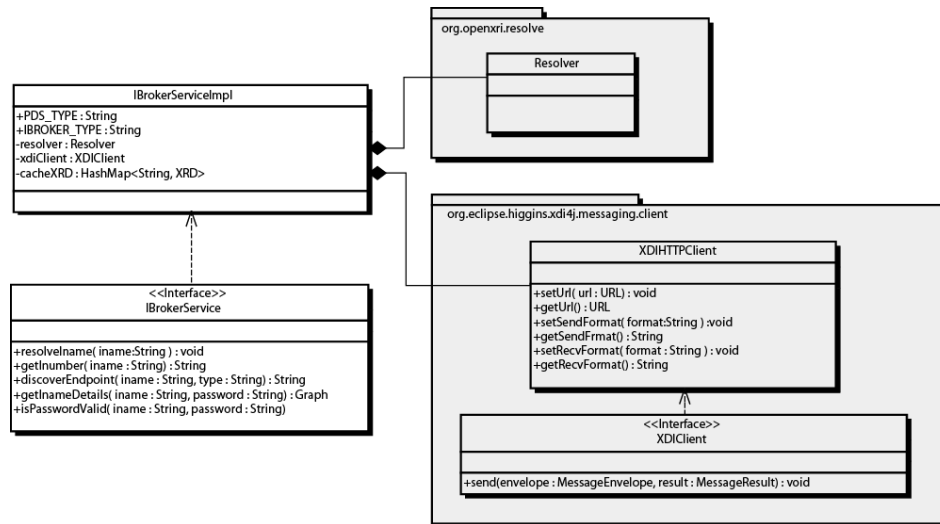 org.openxri.resolve
Resolver
IBrokerServiceImpl
+PDS_TYPE : String
+IBROKER_TYPE : String
-resolver : Resolver
-xdiClient : XDIClient
-cacheXRD : HashMap<String, XRD>
<<Interface>>
IBrokerService
+resolveIname( iname:String ) : void
+getInumber( iname : String) : String
+discoverEndpoint( iname : String, type : String) : String
+getInameDetails( iname : String, password : String) : Graph
+isPasswordValid( iname : String, password : String)
org.eclipse.higgins.xdi4j.messaging.client
XDIHTTPClient
+setUrl( url : URL) : void
+getUrl() : URL
+setSendFormat( format:String ) :void
+getSendFrmat() : String
+setRecvFormat( format : String ) : void
+getRecvFormat() : String
<<Interface>>
XDIClient
+send(envelope : MessageEnvelope, result : MessageResult) : void